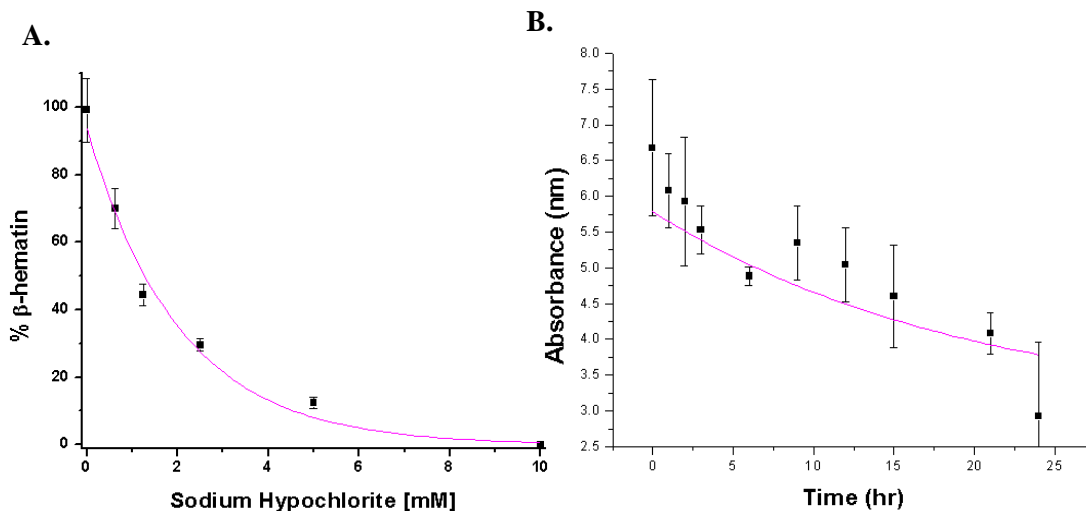 A.
% β-hematin
100
80
60
40
20
0
0 2 4 6 8 10
Sodium Hypochlorite [mM]
B.
Absorbance (nm)
8.0
7.5
7.0
6.5
6.0
5.5
5.0
4.5
4.0
3.5
3.0
2.5
0 5 10 15 20 25
Time (hr)